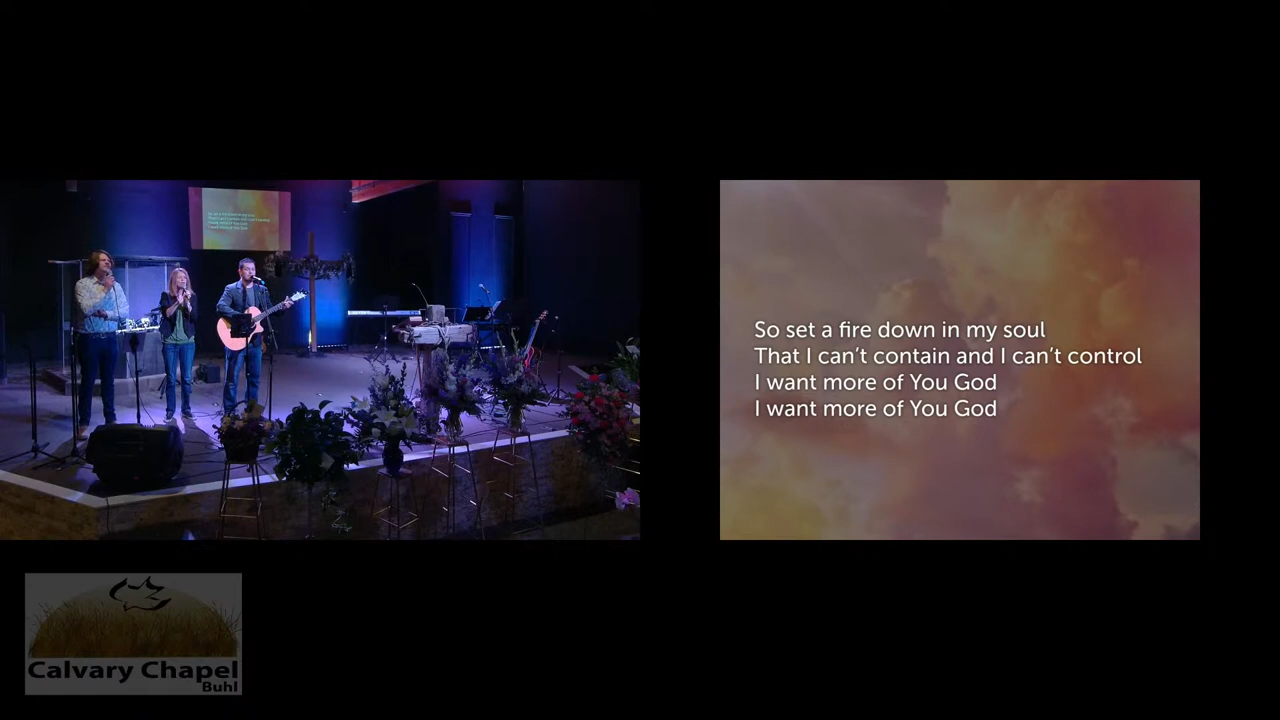 So set a fire down in my soul
That I can't contain and I can't control
I want more of You God
I want more of You God
Calvary Chapel
Buhl